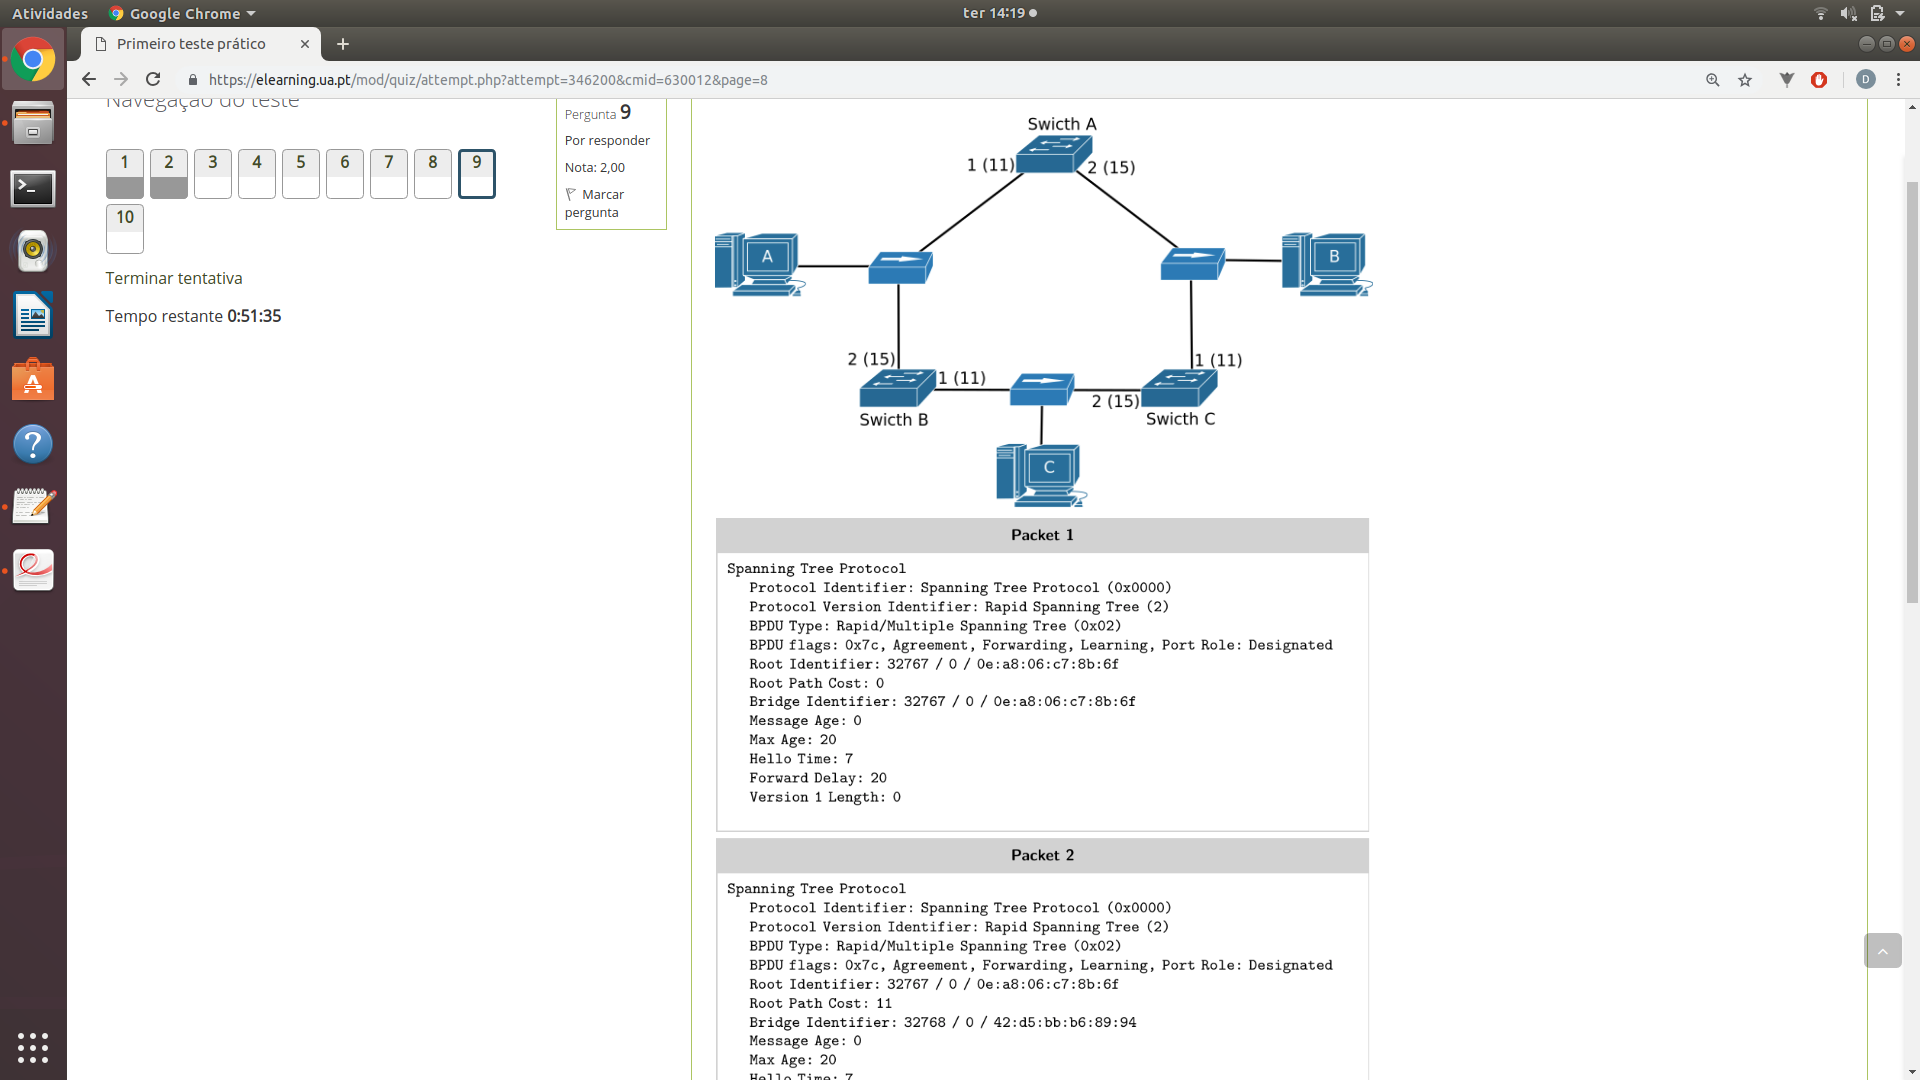 Atividades
Google Chrome
ter 14:19
Primeiro teste prático
https://elearning.ua.pt/mod/quiz/attempt.php?attempt=346200&cmid=630012&page=8
D
Navegação do teste
1 2 3 4 5 6 7 8 9
10
Terminar tentativa
Tempo restante 0:51:35
Pergunta 9
Por responder
Nota: 2,00
Marcar
pergunta
Swicth A
1 (11)
2 (15)
A
B
2 (15)
1 (11)
1 (11)
2 (15)
Swicth B
Swicth C
C
Packet 1
Spanning Tree Protocol
Protocol Identifier: Spanning Tree Protocol (0x0000)
Protocol Version Identifier: Rapid Spanning Tree (2)
BPDU Type: Rapid/Multiple Spanning Tree (0x02)
BPDU flags: 0x7c, Agreement, Forwarding, Learning, Port Role: Designated
Root Identifier: 32767 / 0 / 0e:a8:06:c7:8b:6f
Root Path Cost: 0
Bridge Identifier: 32767 / 0 / 0e:a8:06:c7:8b:6f
Message Age: 0
Max Age: 20
Hello Time: 7
Forward Delay: 20
Version 1 Length: 0
Packet 2
Spanning Tree Protocol
Protocol Identifier: Spanning Tree Protocol (0x0000)
Protocol Version Identifier: Rapid Spanning Tree (2)
BPDU Type: Rapid/Multiple Spanning Tree (0x02)
BPDU flags: 0x7c, Agreement, Forwarding, Learning, Port Role: Designated
Root Identifier: 32767 / 0 / 0e:a8:06:c7:8b:6f
Root Path Cost: 11
Bridge Identifier: 32768 / 0 / 42:d5:bb:b6:89:94
Message Age: 0
Max Age: 20
Hello Time: 7